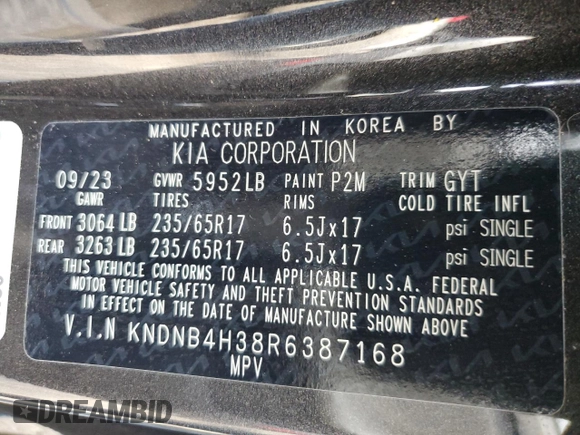 MANUFACTURED IN KOREA BY
KIA CORPORATION
09/23 GVWR 5952LB PAINT P2M TRIM GYT
GAWR TIRES RIMS COLD TIRE INFL
FRONT 3064 LB 235/65R17 6.5Jx17 psi SINGLE
REAR 3263 LB 235/65R17 6.5Jx17 psi SINGLE
THIS VEHICLE CONFORMS TO ALL APPLICABLE U.S.A. FEDERAL
MOTOR VEHICLE SAFETY AND THEFT PREVENTION STANDARDS
IN EFFECT ON THE DATE OF MANUFACTURE SHOWN ABOVE
V.I.N KNDNB4H38R6387168
MPV
DREAMBID